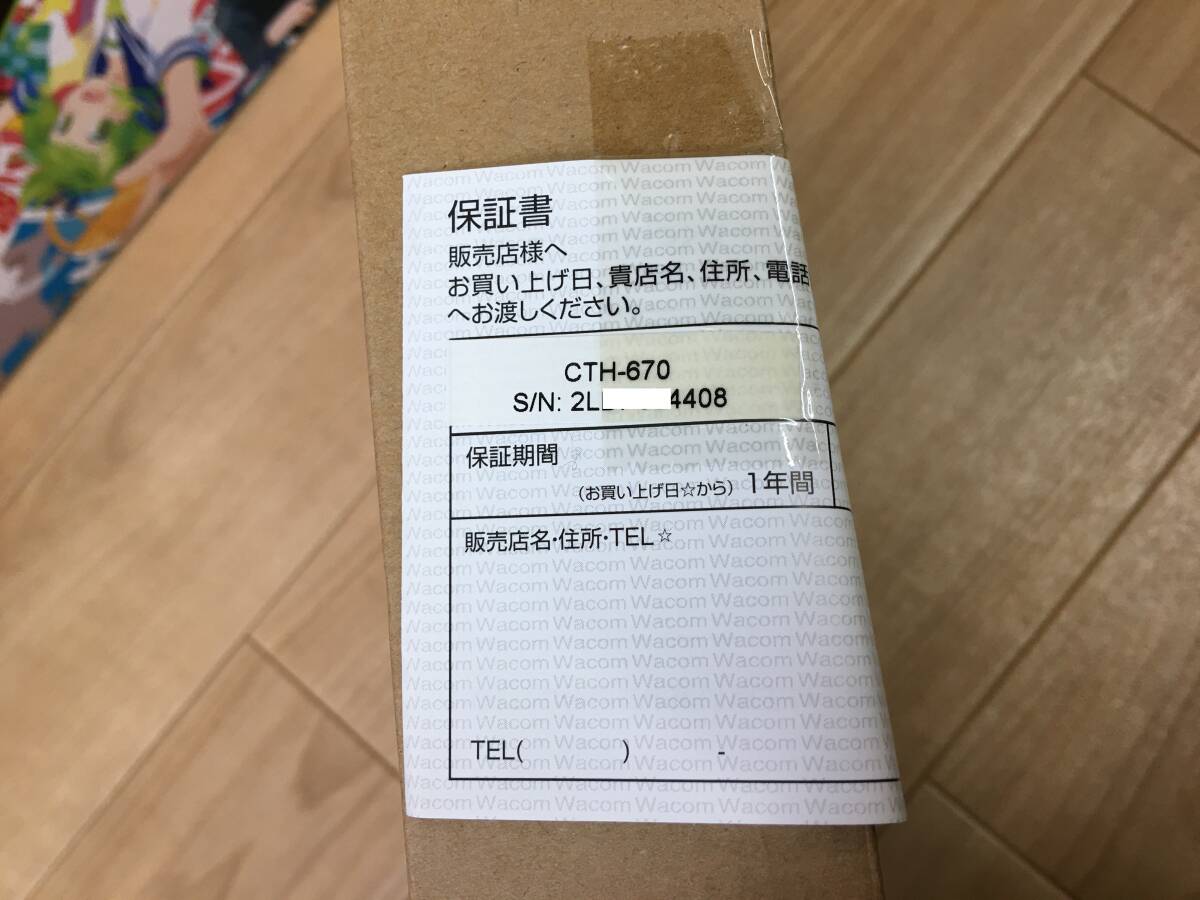 保証書
販売店様へ
お買い上げ日、貴店名、住所、電話
へお渡しください。
CTH-670
S/N: 2L 4408
保証期間
(お買い上げ日☆から) 1年間
販売店名・住所・TEL☆
TEL( ) -